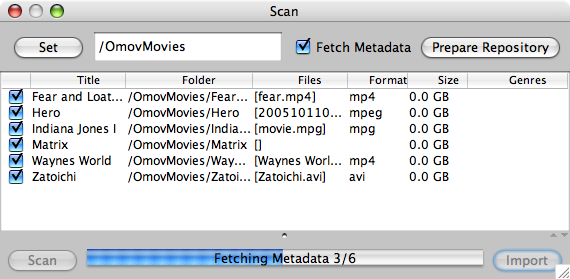 Scan
Set /OmovMovies Fetch Metadata Prepare Repository
Title Folder Files Format Size Genres
Fear and Loat... /OmovMovies/Fear... [fear.mp4] mp4 0.0 GB
Hero /OmovMovies/Hero [200510110... mpeg 0.0 GB
Indiana Jones I /OmovMovies/India... [movie.mpg] mpg 0.0 GB
Matrix /OmovMovies/Matrix [] 0.0 GB
Waynes World /OmovMovies/Way... [Waynes Worl... mp4 0.0 GB
Zatoichi /OmovMovies/Zatoi... [Zatoichi.avi] avi 0.0 GB
Scan Fetching Metadata 3/6 Import